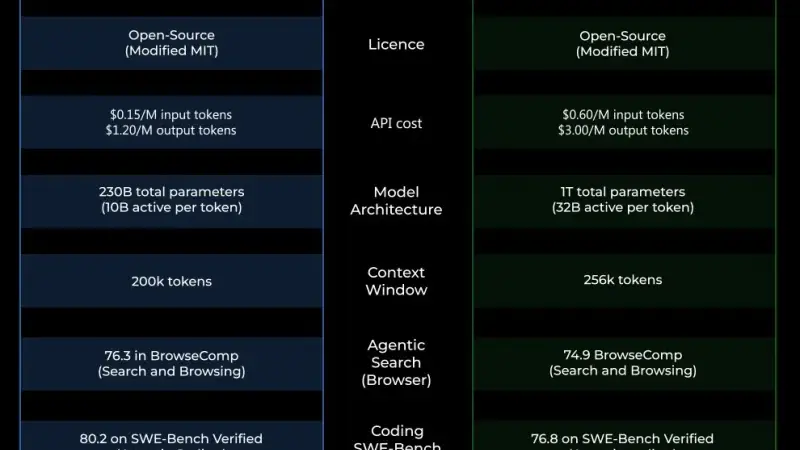 Open-Source
(Modified MIT)
Licence
Open-Source
(Modified MIT)
$0.15/M input tokens
$1.20/M output tokens
API cost
$0.60/M input tokens
$3.00/M output tokens
230B total parameters
(10B active per token)
Model
Architecture
1T total parameters
(32B active per token)
200k tokens
Context
Window
256k tokens
76.3 in BrowseComp
(Search and Browsing)
Agentic
Search
(Browser)
74.9 BrowseComp
(Search and Browsing)
80.2 on SWE-Bench Verified
Coding
SWE-Bench
76.8 on SWE-Bench Verified